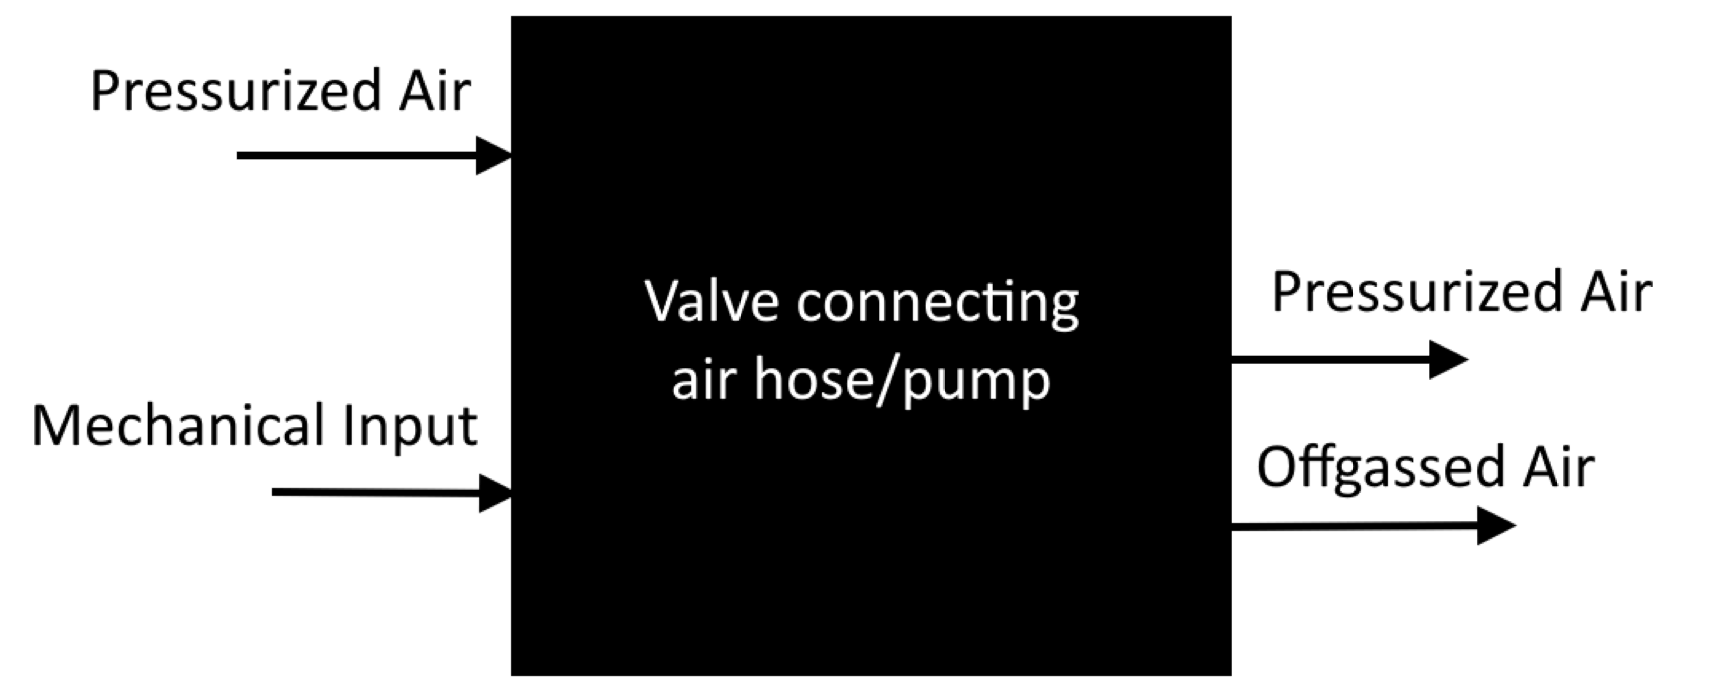 Pressurized Air
Mechanical Input
Valve connecting
air hose/pump
Pressurized Air
Offgassed Air